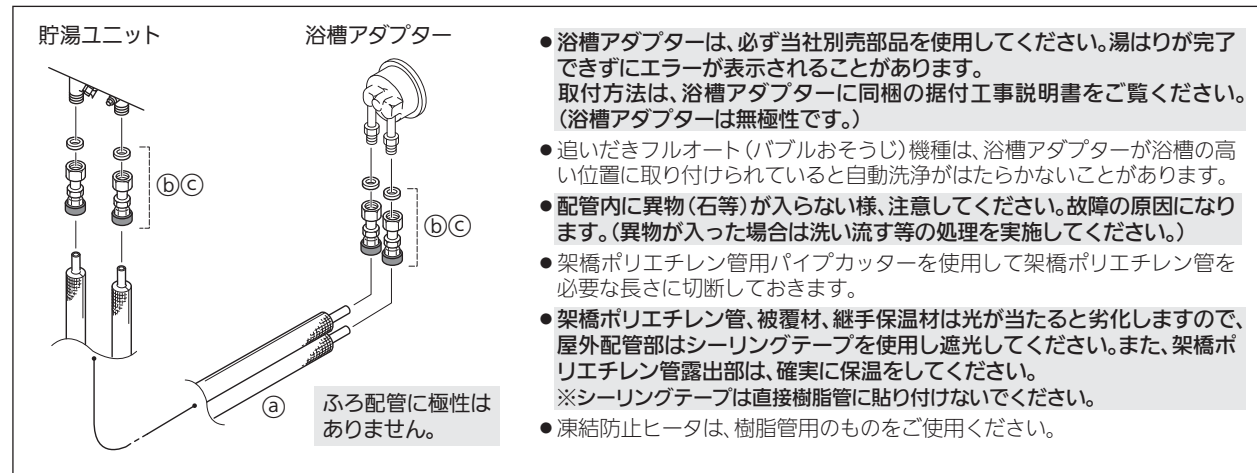 貯湯ユニット
浴槽アダプター
ⓑⓒ
ⓑⓒ
ⓐ
ふろ配管に極性は
ありません。
●浴槽アダプターは、必ず当社別売部品を使用してください。湯はりが完了
できずにエラーが表示されることがあります。
取付方法は、浴槽アダプターに同梱の据付工事説明書をご覧ください。
（浴槽アダプターは無極性です。）
●追いだきフルオート（バブルおそうじ）機種は、浴槽アダプターが浴槽の高
い位置に取り付けられていると自動洗浄がはたらかないことがあります。
●配管内に異物（石等）が入らない様、注意してください。故障の原因になり
ます。（異物が入った場合は洗い流す等の処理を実施してください。）
●架橋ポリエチレン管用パイプカッターを使用して架橋ポリエチレン管を
必要な長さに切断しておきます。
●架橋ポリエチレン管、被覆材、継手保温材は光が当たると劣化しますので、
屋外配管部はシーリングテープを使用し遮光してください。また、架橋ポ
リエチレン管露出部は、確実に保温をしてください。
※シーリングテープは直接樹脂管に貼り付けないでください。
●凍結防止ヒータは、樹脂管用のものをご使用ください。